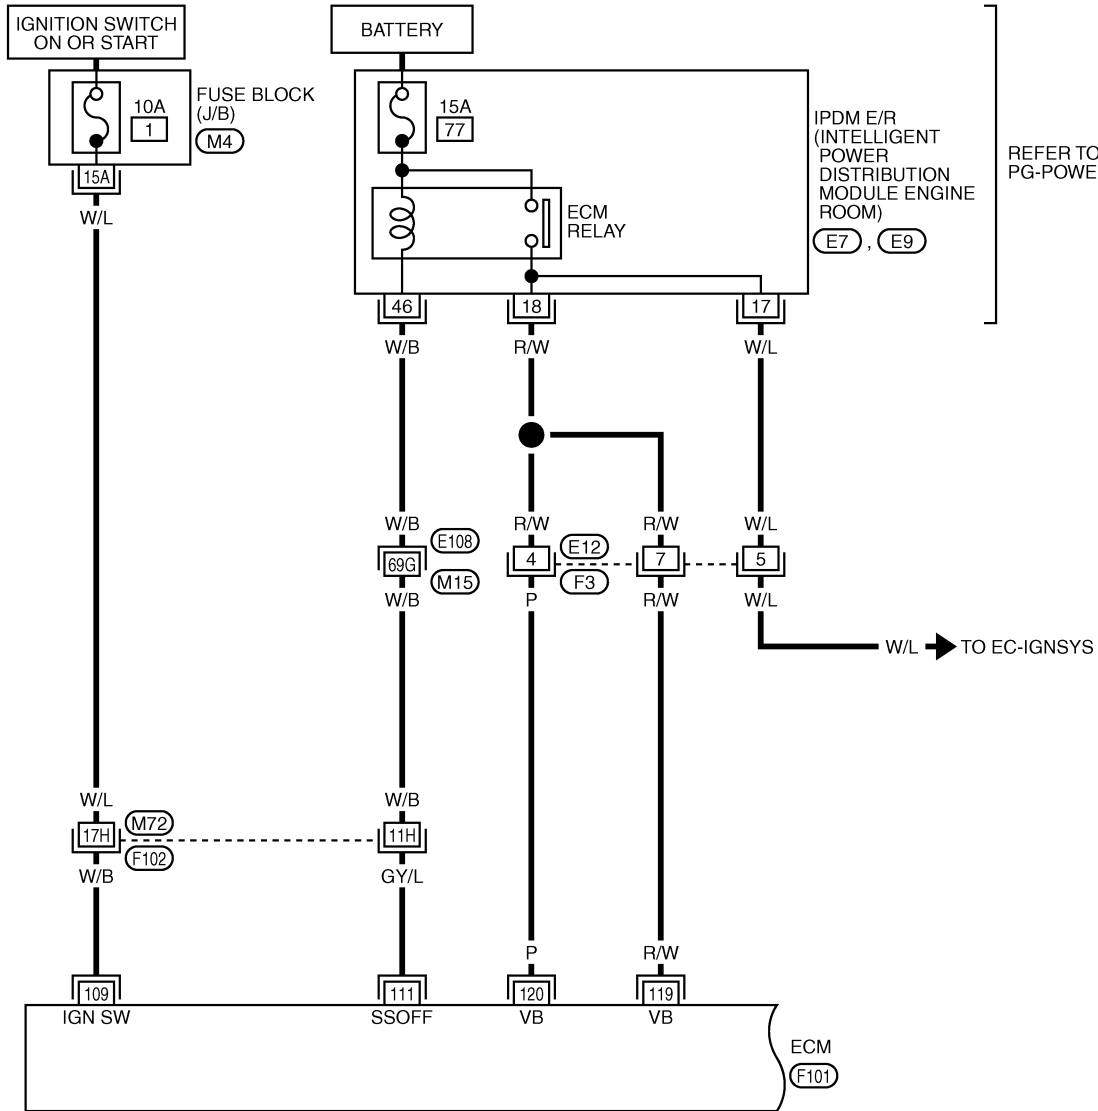 IGNITION SWITCH
ON OR START
BATTERY
10A
1
FUSE BLOCK
(J/B)
M4
15A
77
IPDM E/R
(INTELLIGENT
POWER
DISTRIBUTION
MODULE ENGINE
ROOM)
E7 , E9
REFER TO
PG-POWE
ECM
RELAY
15A
W/L
46
18
17
W/B
R/W
W/L
W/B
R/W
R/W
W/L
E108
69G
M15
4
E12
F3
7
5
W/B
P
R/W
W/L
W/L
TO EC-IGNSYS
W/L
W/B
17H
M72
F102
11H
W/B
GY/L
P
R/W
109
111
120
119
IGN SW
SSOFF
VB
VB
ECM
F101